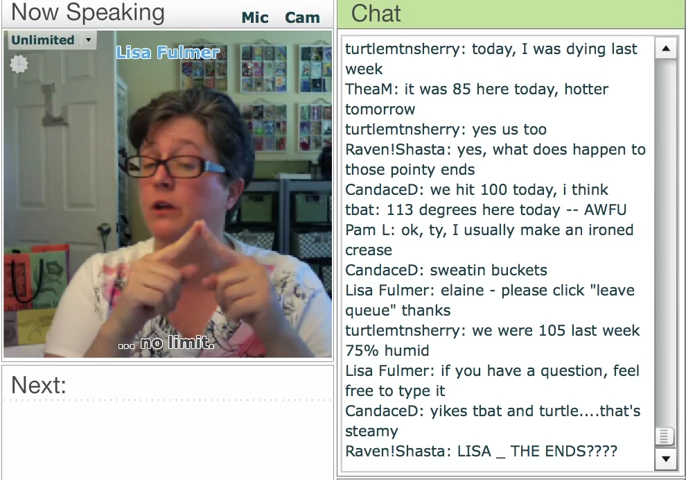 Now Speaking
Mic Cam
Unlimited
Lisa Fulmer
... no limit.
Next:
Chat
turtlemtnsherry: today, I was dying last
week
TheaM: it was 85 here today, hotter
tomorrow
turtlemtnsherry: yes us too
Raven!Shasta: yes, what does happen to
those pointy ends
CandaceD: we hit 100 today, i think
tbat: 113 degrees here today -- AWFU
Pam L: ok, ty, I usually make an ironed
crease
CandaceD: sweatin buckets
Lisa Fulmer: elaine - please click "leave
queue" thanks
turtlemtnsherry: we were 105 last week
75% humid
Lisa Fulmer: if you have a question, feel
free to type it
CandaceD: yikes tbat and turtle....that's
steamy
Raven!Shasta: LISA _ THE ENDS????